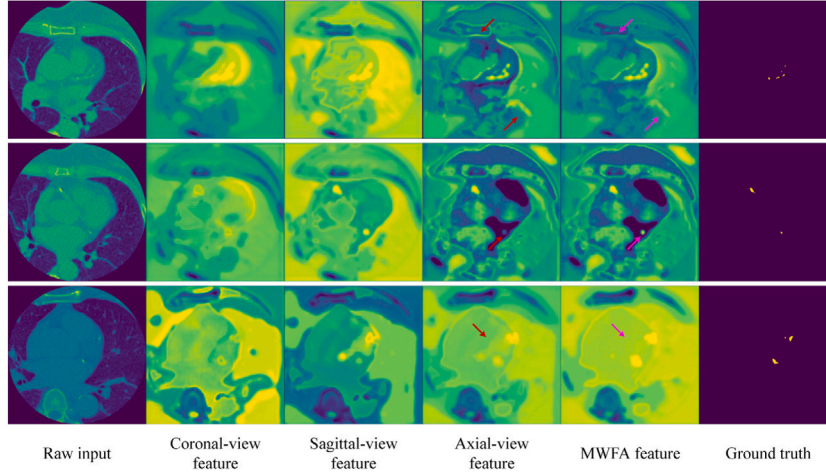 Raw input
Coronal-view
feature
Sagittal-view
feature
Axial-view
feature
MWFA feature
Ground truth